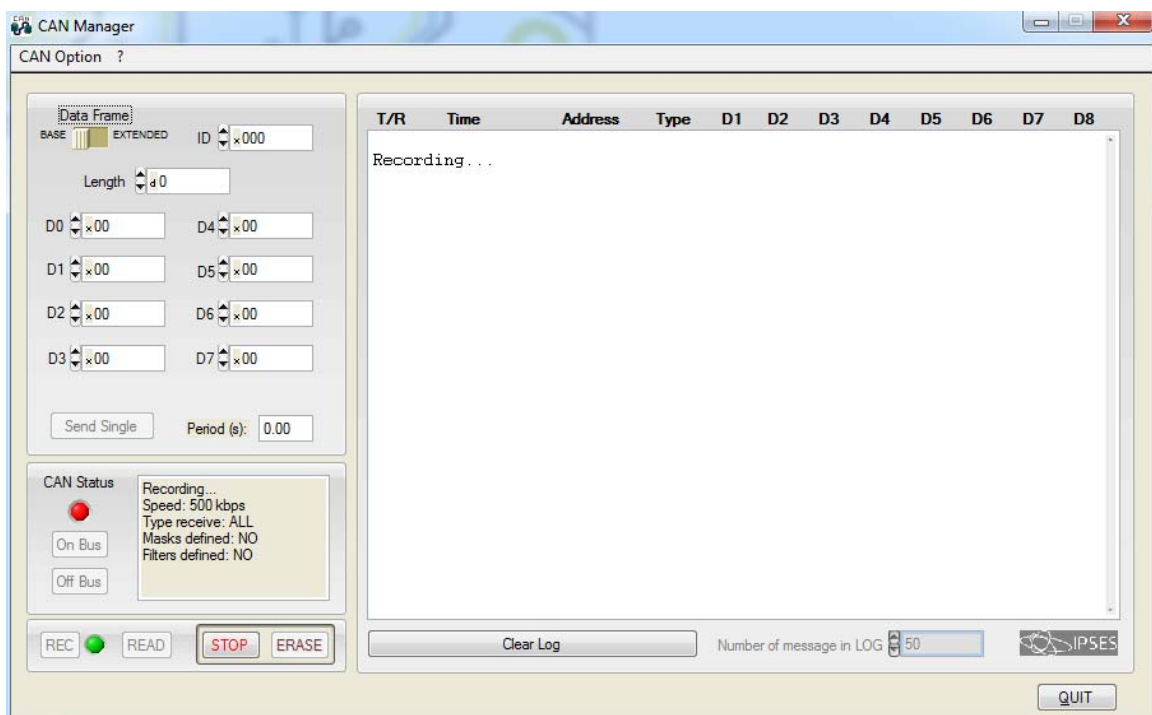 CAN Manager
CAN Option ?
Data Frame
BASE EXTENDED ID x000
Length d 0
D0 x00 D4 x00
D1 x00 D5 x00
D2 x00 D6 x00
D3 x00 D7 x00
Send Single Period (s): 0.00
CAN Status
Recording...
Speed: 500 kbps
Type receive: ALL
Masks defined: NO
Filters defined: NO
On Bus
Off Bus
REC READ STOP ERASE
T/R Time Address Type D1 D2 D3 D4 D5 D6 D7 D8
Recording...
Clear Log Number of message in LOG 50 IPSES
QUIT